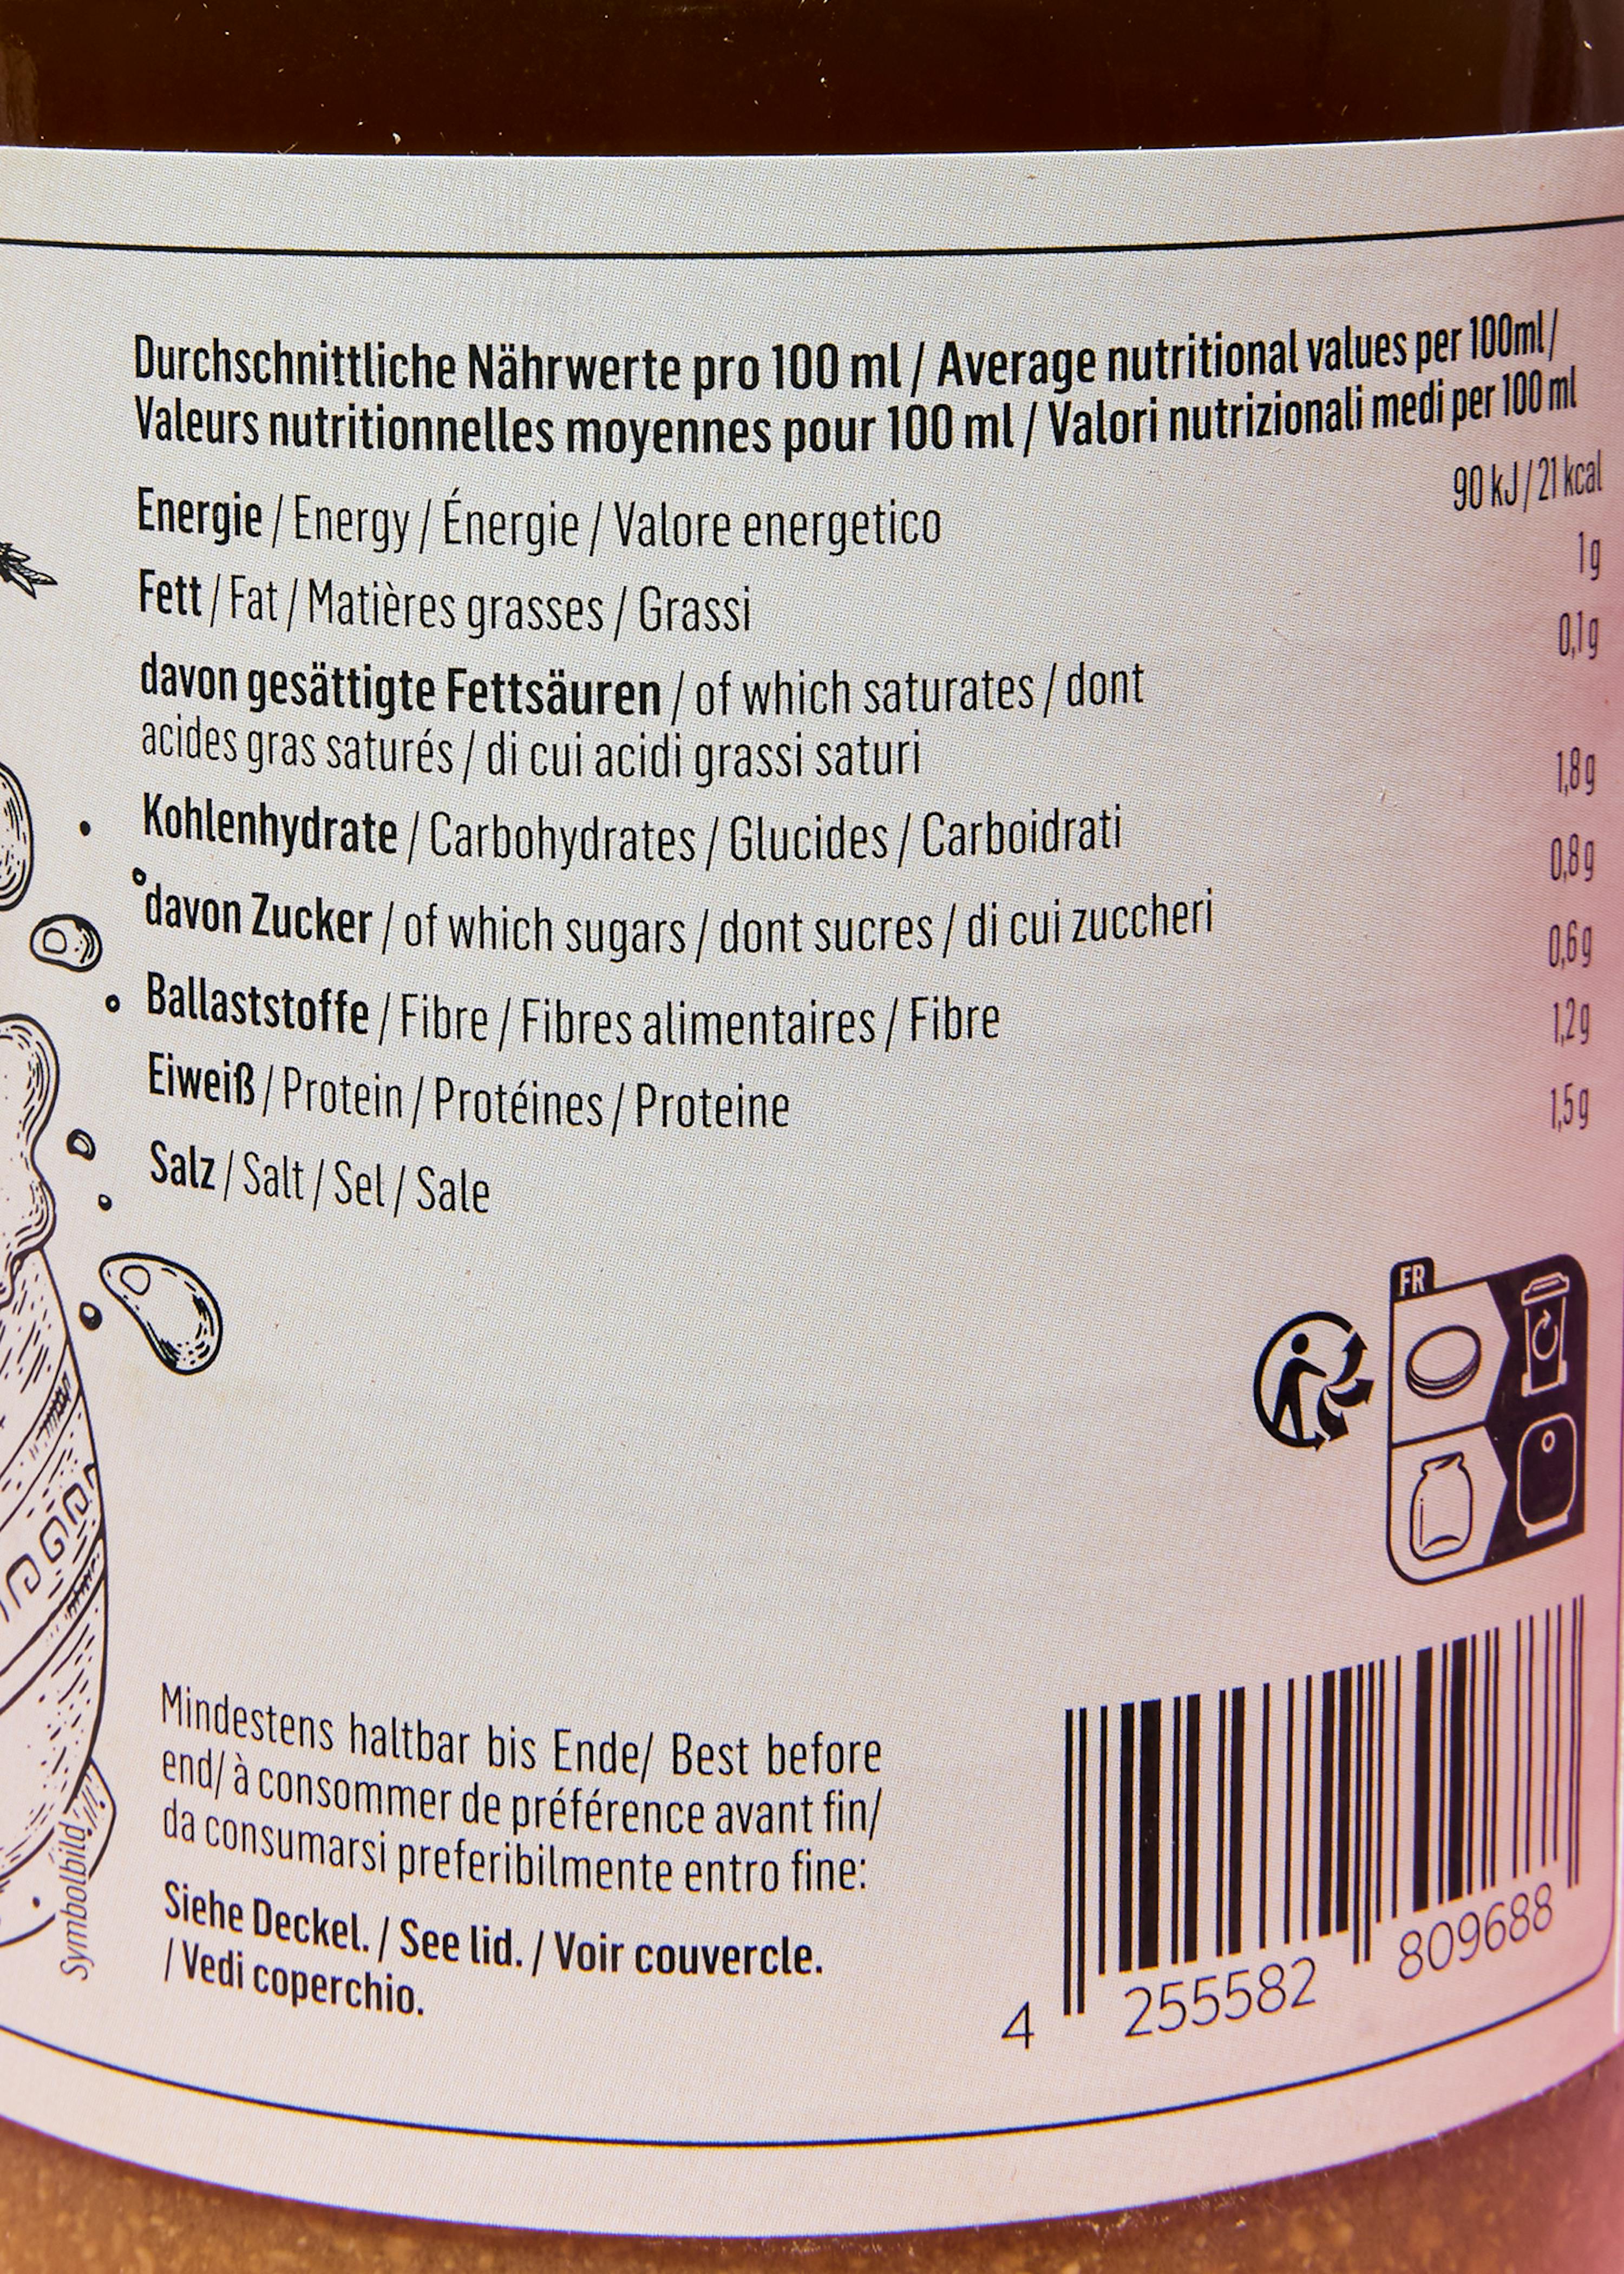 Durchschnittliche Nährwerte pro 100 ml / Average nutritional values per 100ml /
Valeurs nutritionnelles moyennes pour 100 ml / Valori nutrizionali medi per 100 ml
Energie / Energy / Énergie / Valore energetico 90 kJ / 21 kcal
Fett / Fat / Matières grasses / Grassi 1g
davon gesättigte Fettsäuren / of which saturates / dont 0,1g
acides gras saturés / di cui acidi grassi saturi
Kohlenhydrate / Carbohydrates / Glucides / Carboidrati 1,8g
davon Zucker / of which sugars / dont sucres / di cui zuccheri 0,8g
Ballaststoffe / Fibre / Fibres alimentaires / Fibre 0,6g
Eiweiß / Protein / Protéines / Proteine 1,2g
Salz / Salt / Sel / Sale 1,5g
FR
Mindestens haltbar bis Ende/ Best before
end/ à consommer de préférence avant fin/
da consumarsi preferibilmente entro fine:
Siehe Deckel. / See lid. / Voir couvercle.
/ Vedi coperchio.
Symbolbild
4 255582 809688